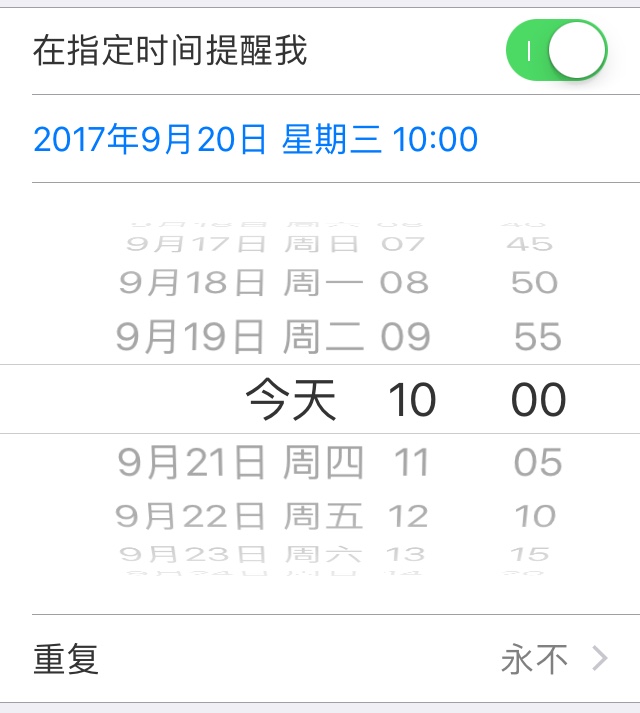 在指定时间提醒我
2017年9月20日 星期三 10:00
9月17日 周日 07 45
9月18日 周一 08 50
9月19日 周二 09 55
今天 10 00
9月21日 周四 11 05
9月22日 周五 12 10
9月23日 周六 13 15
重复 永不